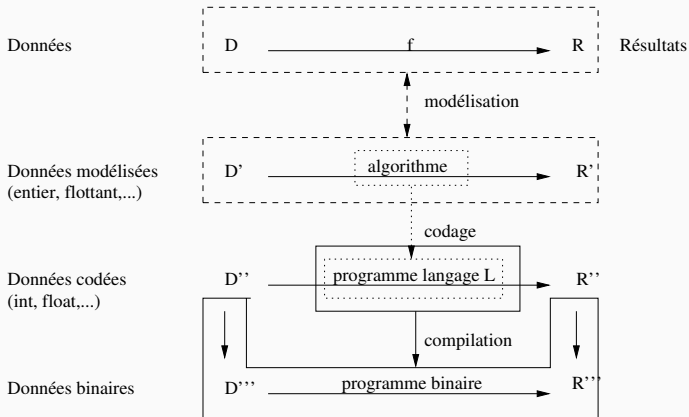 Données D f R Résultats
modélisation
Données modélisées
(entier, flottant,...)
D' algorithme R'
codage
Données codées
(int, float,...)
D'' programme langage L R''
compilation
Données binaires D''' programme binaire R'''